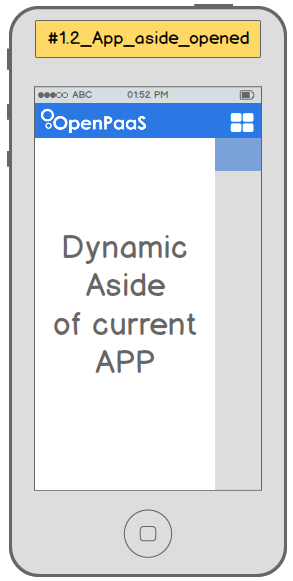 #1.2_App_aside_opened
ABC 01:52 PM
OpenPaaS
Dynamic
Aside
of current
APP